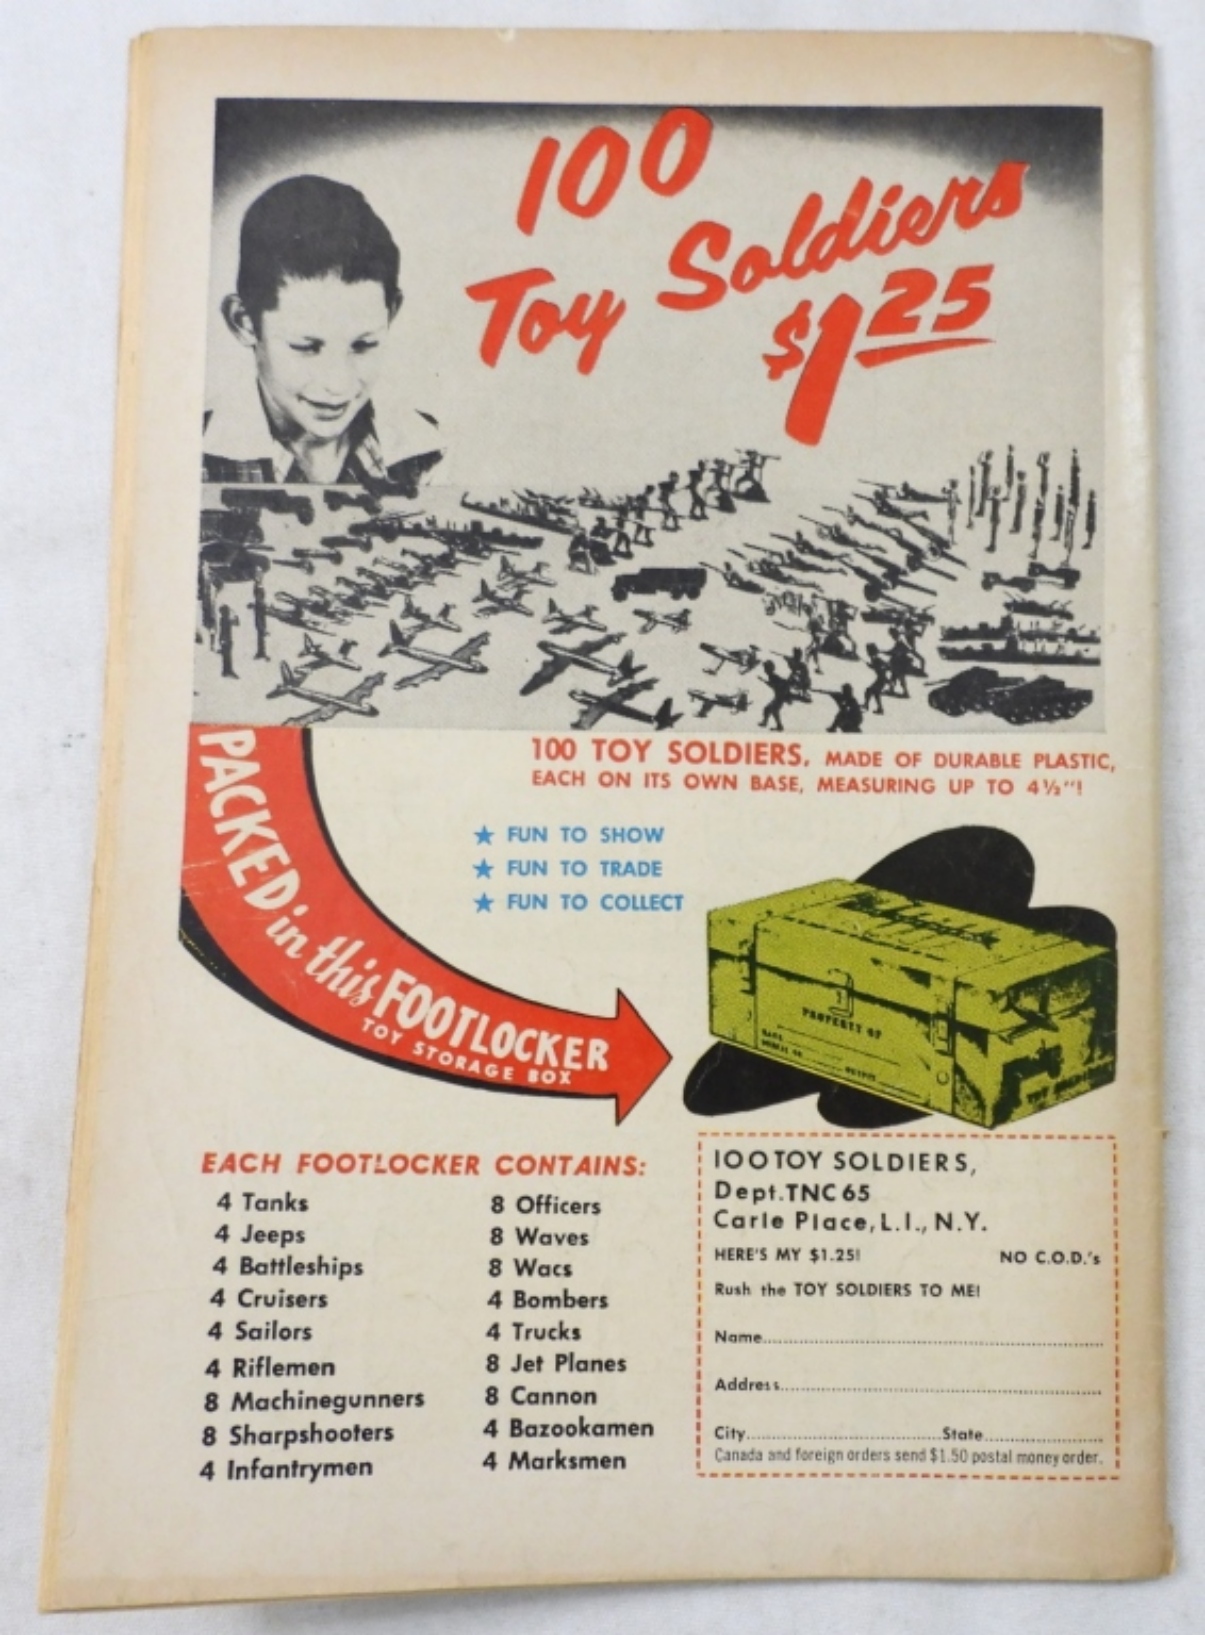 100
Toy Soldiers
$1.25
PACKED in this FOOTLOCKER
TOY STORAGE BOX
100 TOY SOLDIERS, MADE OF DURABLE PLASTIC,
EACH ON ITS OWN BASE, MEASURING UP TO 4½"!
★ FUN TO SHOW
★ FUN TO TRADE
★ FUN TO COLLECT
PROPERTY OF
EACH FOOTLOCKER CONTAINS:
4 Tanks
4 Jeeps
4 Battleships
4 Cruisers
4 Sailors
4 Riflemen
8 Machinegunners
8 Sharpshooters
4 Infantrymen
8 Officers
8 Waves
8 Wacs
4 Bombers
4 Trucks
8 Jet Planes
8 Cannon
4 Bazookamen
4 Marksmen
100 TOY SOLDIERS,
Dept. TNC 65
Carle Place, L.I., N.Y.
HERE'S MY $1.25! NO C.O.D.'s
Rush the TOY SOLDIERS TO ME!
Name
Address
City State
Canada and foreign orders send $1.50 postal money order.